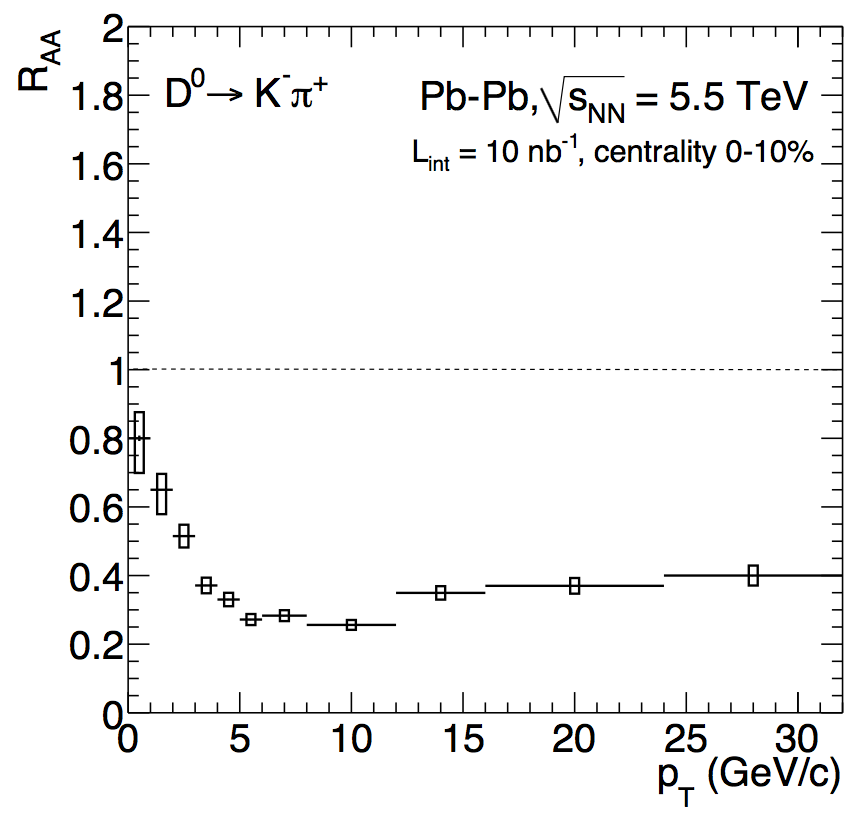 R_AA
D⁰→ K⁻π⁺
Pb-Pb, √s_NN = 5.5 TeV
L_int = 10 nb⁻¹, centrality 0-10%
2
1.8
1.6
1.4
1.2
1
0.8
0.6
0.4
0.2
0
0 5 10 15 20 25 30
p_T (GeV/c)